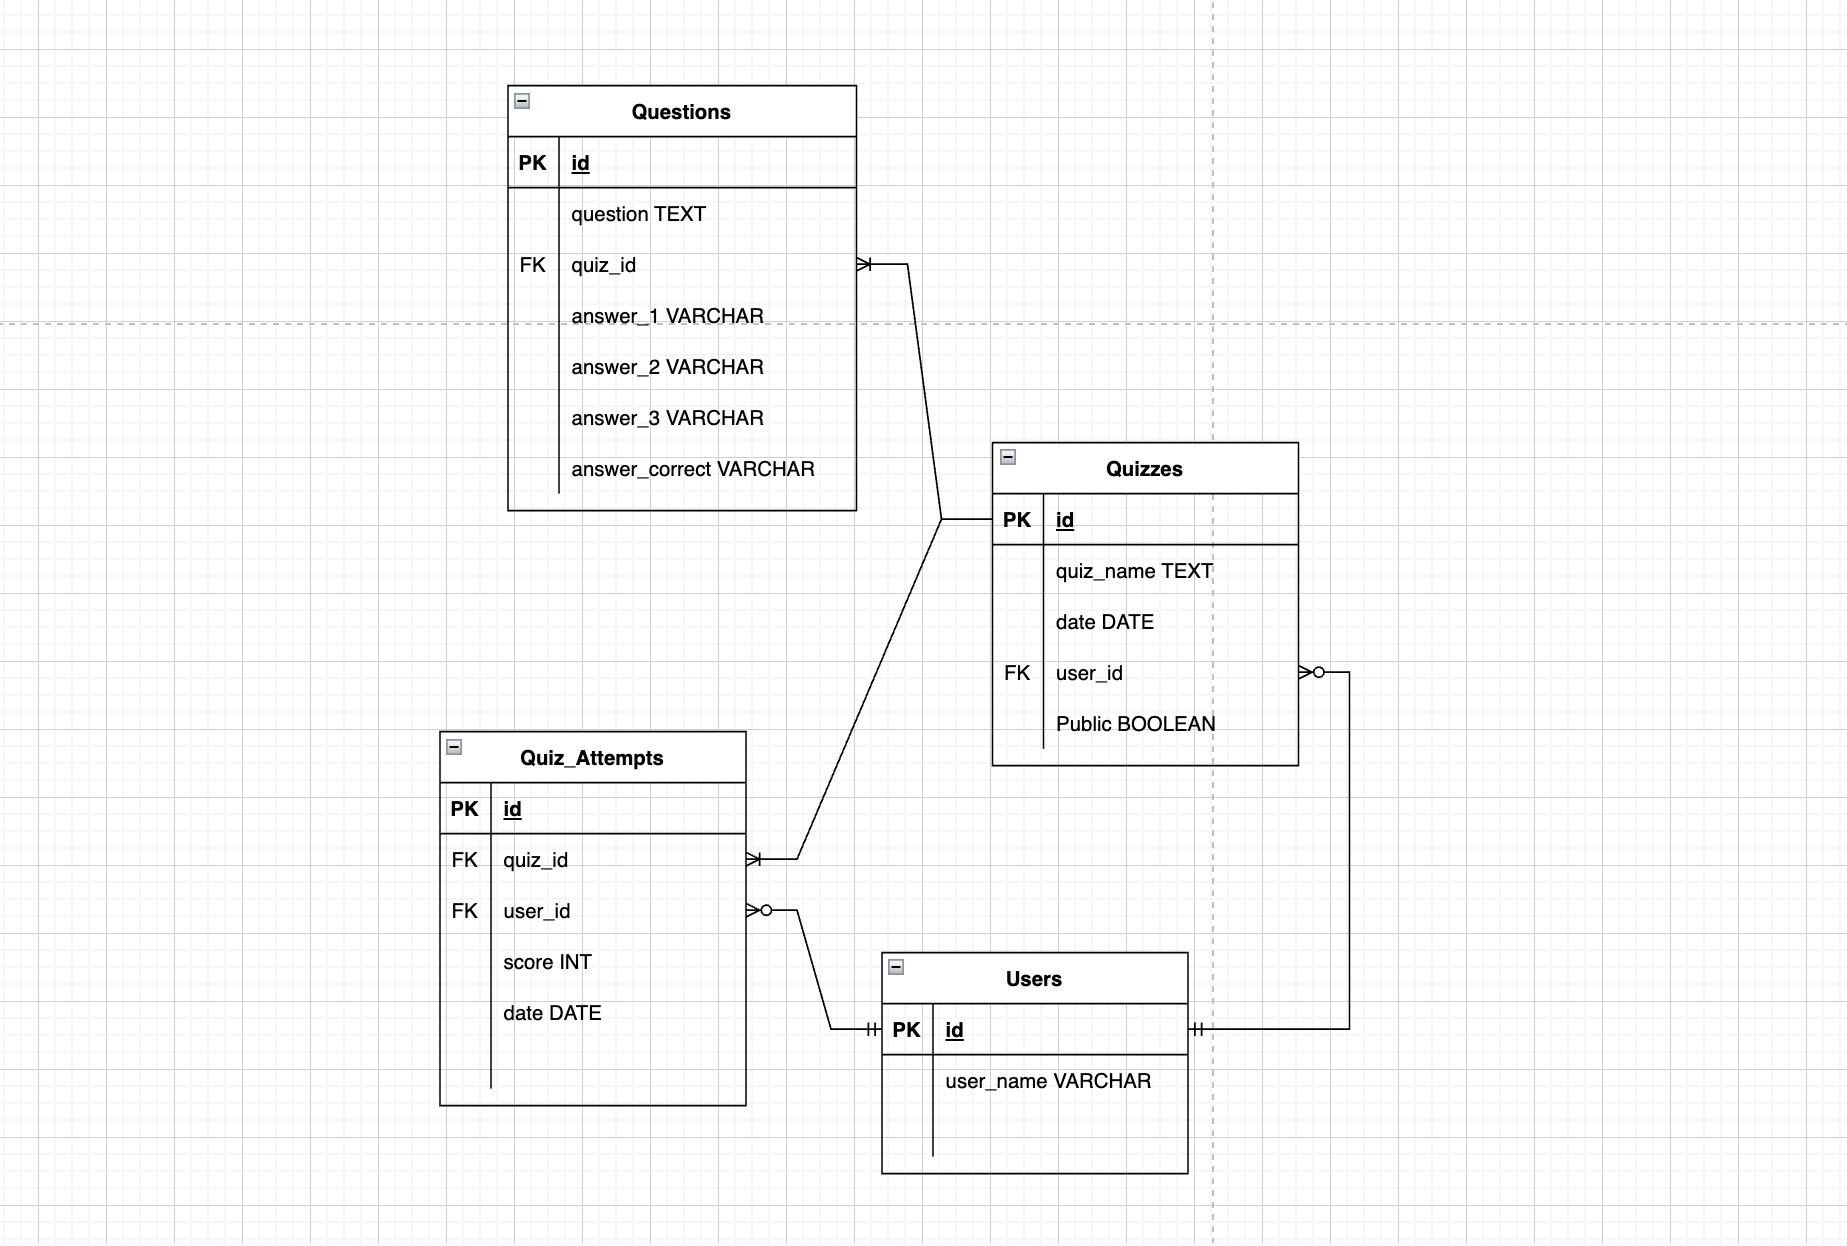 Questions
PK id
question TEXT
FK quiz_id
answer_1 VARCHAR
answer_2 VARCHAR
answer_3 VARCHAR
answer_correct VARCHAR
Quizzes
PK id
quiz_name TEXT
date DATE
FK user_id
Public BOOLEAN
Quiz_Attempts
PK id
FK quiz_id
FK user_id
score INT
date DATE
Users
PK id
user_name VARCHAR